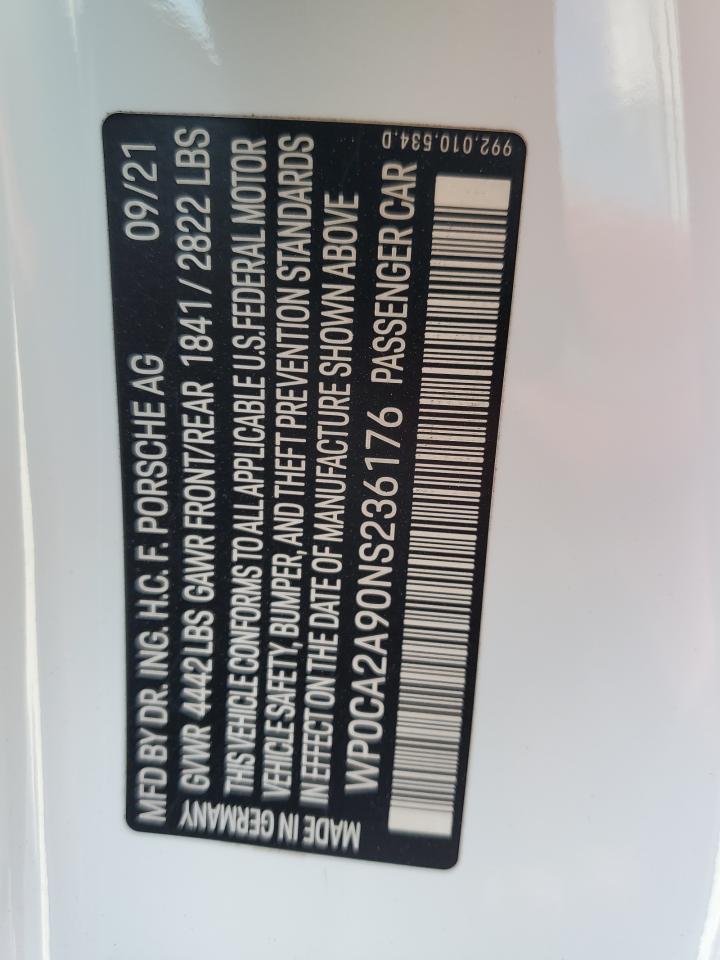 MFD BY DR. ING. H.C. F. PORSCHE AG 09/21
GVWR 4442LBS GAWR FRONT/REAR 1841 / 2822 LBS
THIS VEHICLE CONFORMS TO ALL APPLICABLE U.S.FEDERAL MOTOR
VEHICLE SAFETY, BUMPER, AND THEFT PREVENTION STANDARDS
IN EFFECT ON THE DATE OF MANUFACTURE SHOWN ABOVE
WP0CA2A90NS236176 PASSENGER CAR
MADE IN GERMANY
992.010.534.D